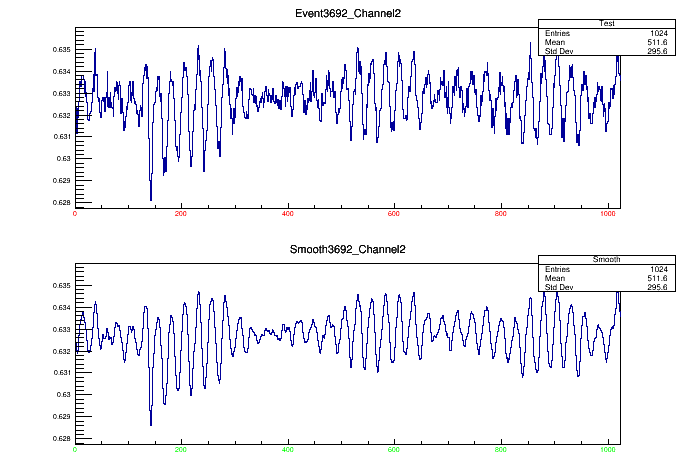 Event3692_Channel2
Test
Entries 1024
Mean 511.6
Std Dev 295.6
0.635
0.634
0.633
0.632
0.631
0.63
0.629
0.628
0 200 400 600 800 1000
Smooth3692_Channel2
Smooth
Entries 1024
Mean 511.6
Std Dev 295.6
0.635
0.634
0.633
0.632
0.631
0.63
0.629
0.628
0 200 400 600 800 1000